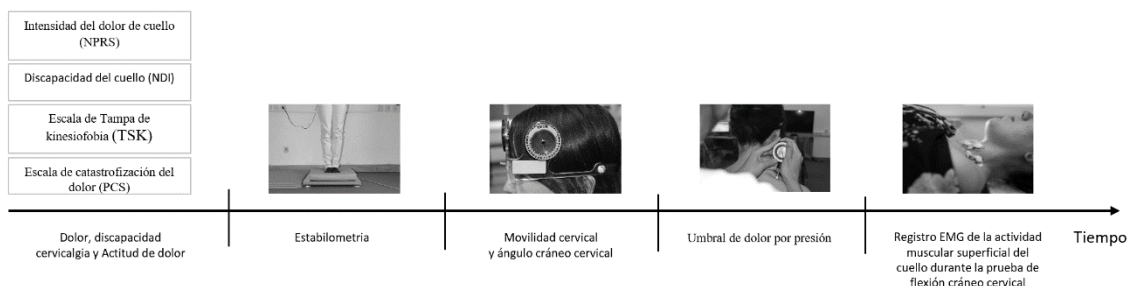 Intensidad del dolor de cuello
(NPRS)
Discapacidad del cuello (NDI)
Escala de Tampa de
kinesiofobia (TSK)
Escala de catastrofización del
dolor (PCS)
Dolor, discapacidad
cervicalgia y Actitud de dolor
Estabilometria
Movilidad cervical
y ángulo cráneo cervical
Umbral de dolor por presión
Registro EMG de la actividad
muscular superficial del
cuello durante la prueba de
flexión cráneo cervical
Tiempo